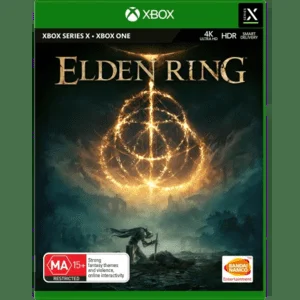 XBOX
XBOX SERIES X • XBOX ONE
4K
ULTRA HD
HDR
SMART
DELIVERY
ELDEN RING
MA 15+
RESTRICTED
Strong
fantasy themes
and violence,
online interactivity
BANDAI
NAMCO
Entertainment